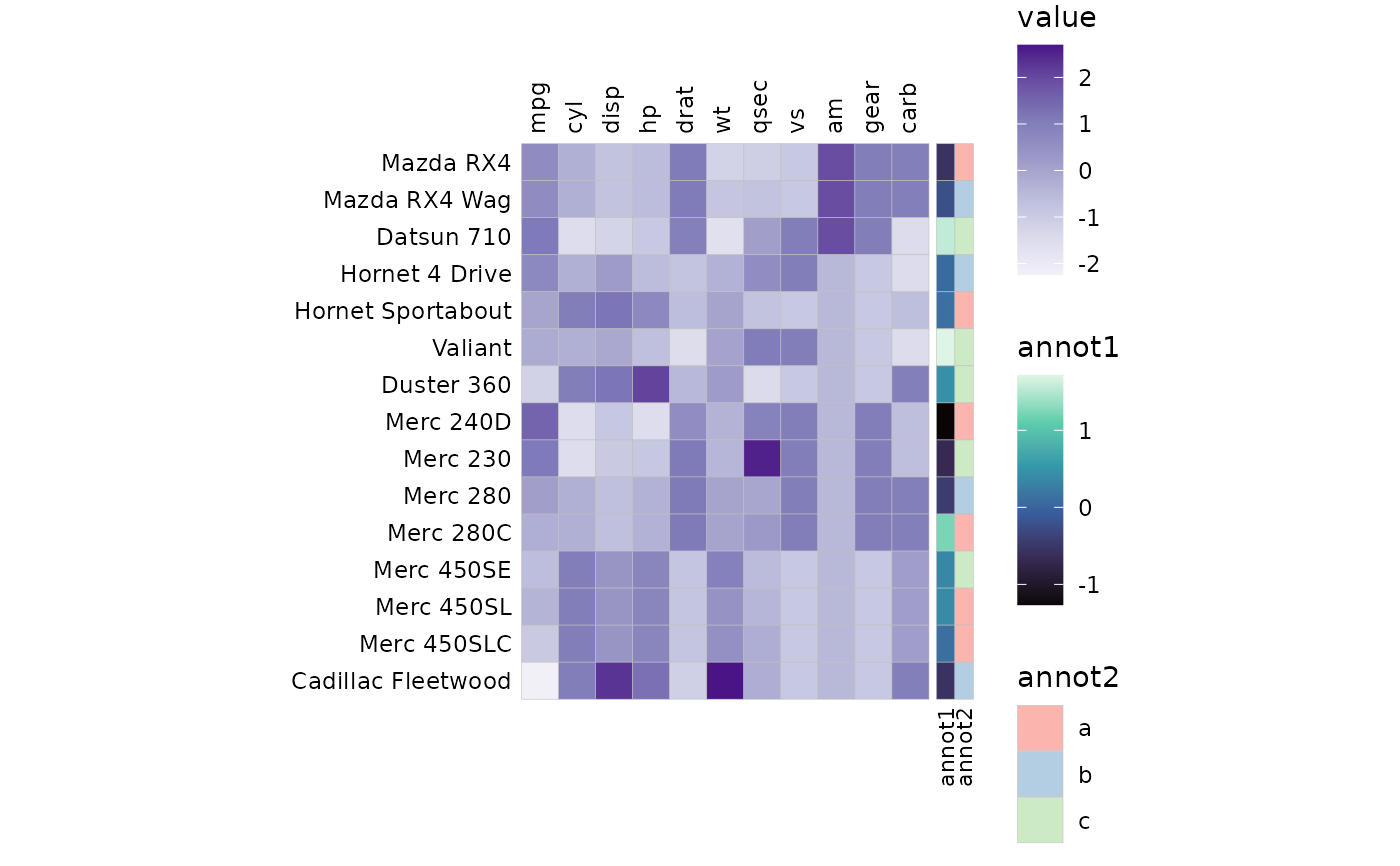 mpg
cyl
disp
hp
drat
wt
qsec
vs
am
gear
carb
Mazda RX4
Mazda RX4 Wag
Datsun 710
Hornet 4 Drive
Hornet Sportabout
Valiant
Duster 360
Merc 240D
Merc 230
Merc 280
Merc 280C
Merc 450SE
Merc 450SL
Merc 450SLC
Cadillac Fleetwood
annot1
annot2
value
2
1
0
-1
-2
annot1
1
0
-1
annot2
a
b
c